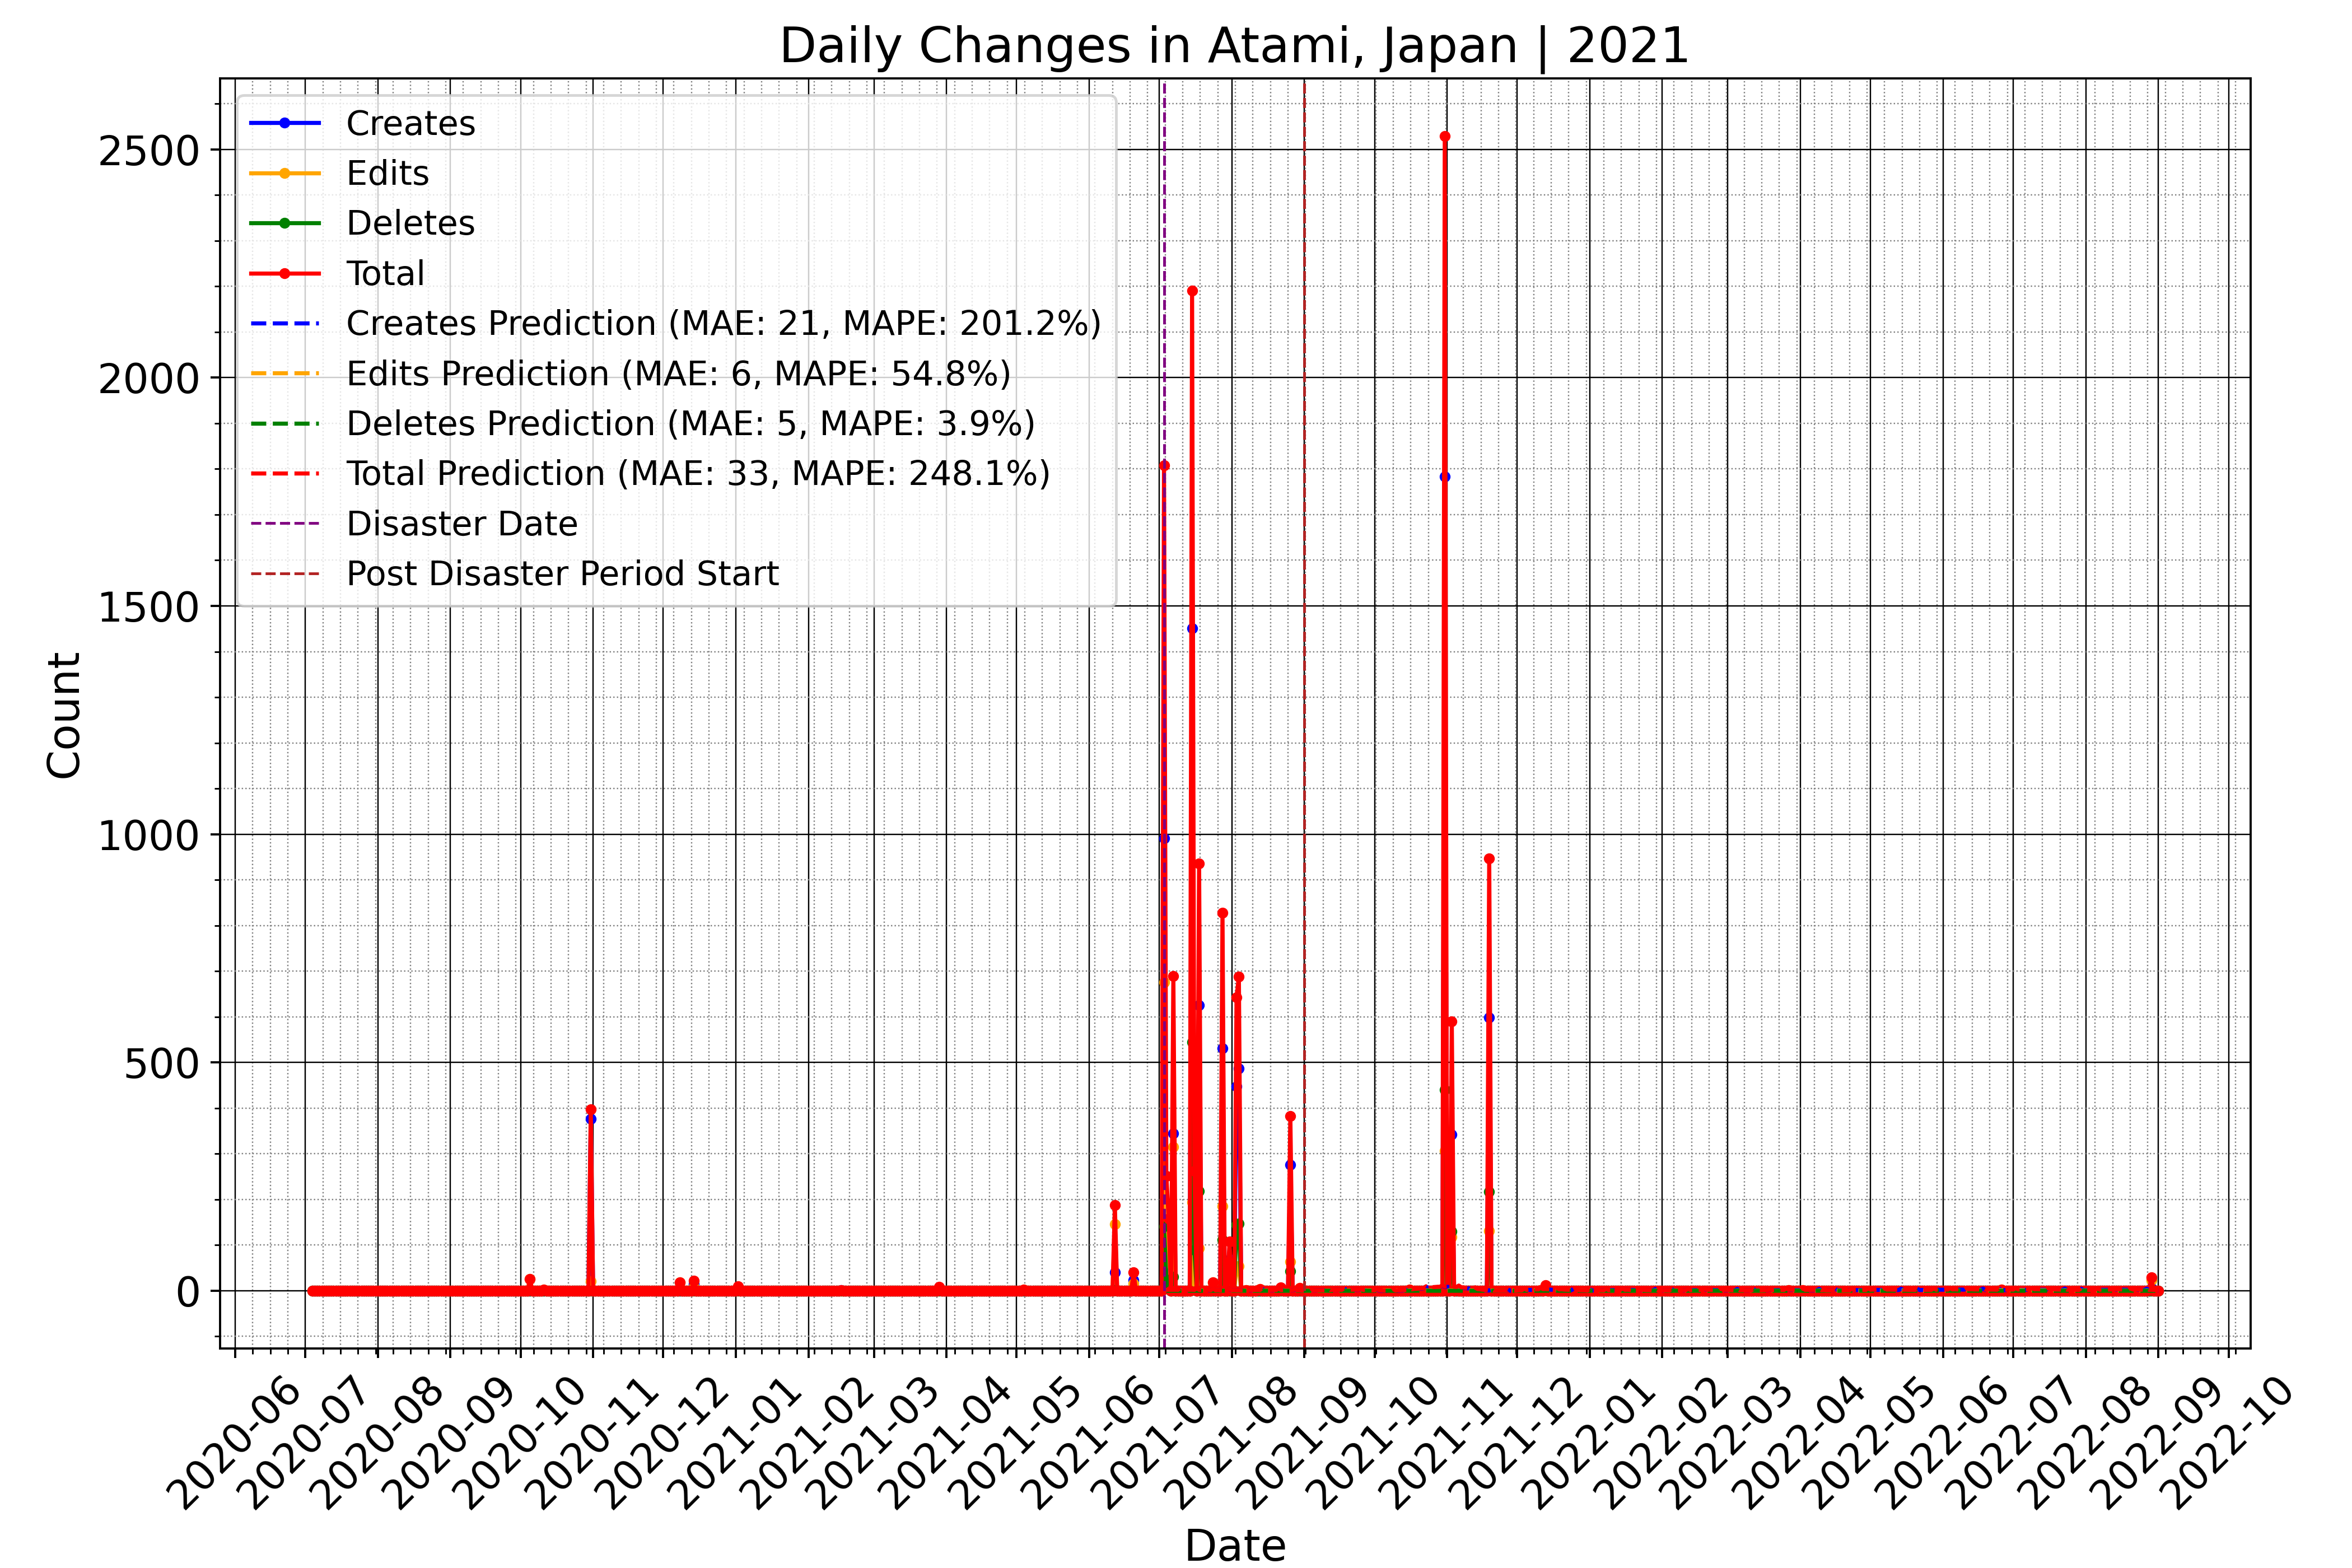 Daily Changes in Atami, Japan | 2021
Creates
Edits
Deletes
Total
Creates Prediction (MAE: 21, MAPE: 201.2%)
Edits Prediction (MAE: 6, MAPE: 54.8%)
Deletes Prediction (MAE: 5, MAPE: 3.9%)
Total Prediction (MAE: 33, MAPE: 248.1%)
Disaster Date
Post Disaster Period Start
2500
2000
1500
1000
500
0
Count
2020-06
2020-07
2020-08
2020-09
2020-10
2020-11
2020-12
2021-01
2021-02
2021-03
2021-04
2021-05
2021-06
2021-07
2021-08
2021-09
2021-10
2021-11
2021-12
2022-01
2022-02
2022-03
2022-04
2022-05
2022-06
2022-07
2022-08
2022-09
2022-10
Date